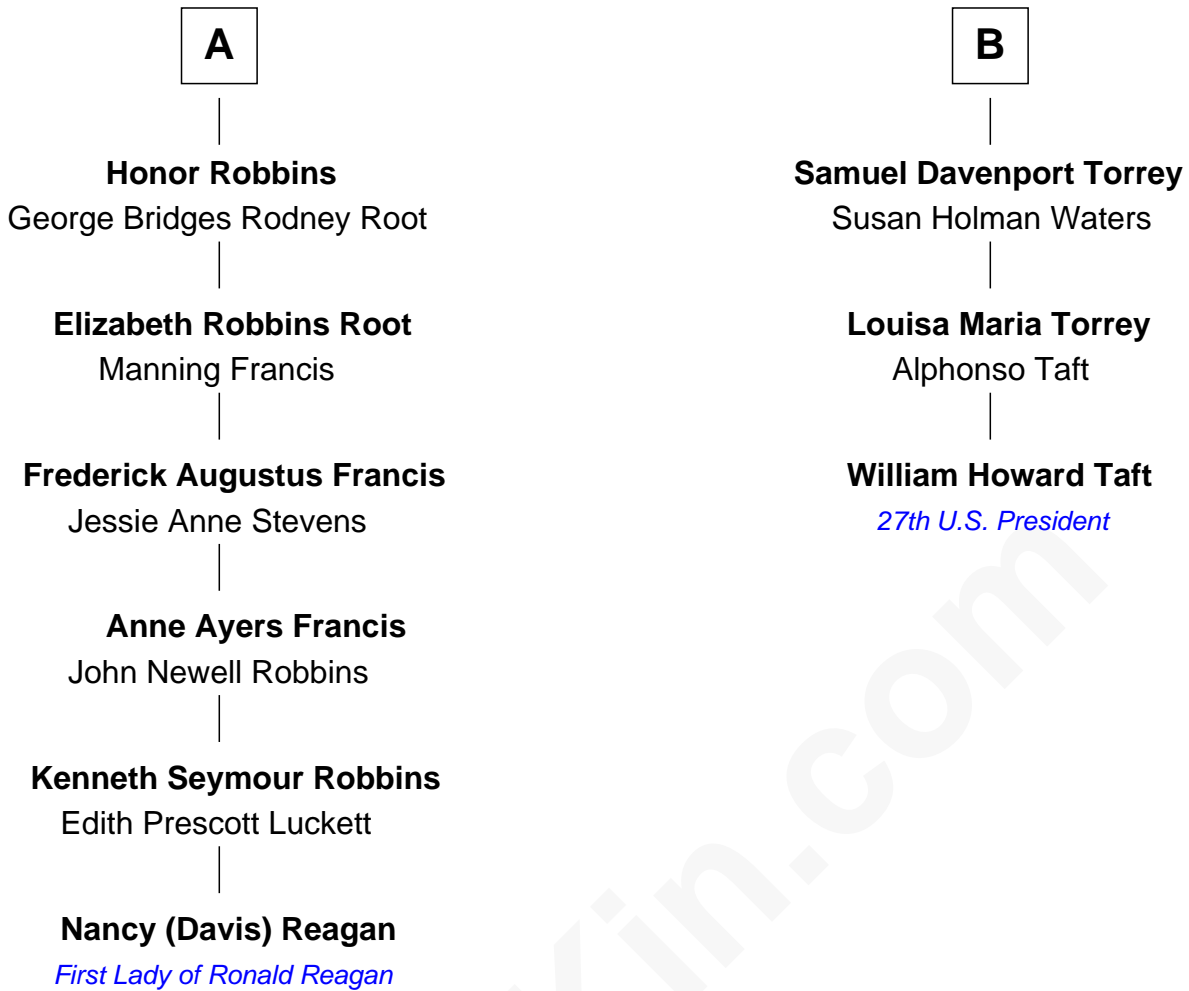 A
Honor Robbins
George Bridges Rodney Root
Elizabeth Robbins Root
Manning Francis
Frederick Augustus Francis
Jessie Anne Stevens
Anne Ayers Francis
John Newell Robbins
Kenneth Seymour Robbins
Edith Prescott Luckett
Nancy (Davis) Reagan
First Lady of Ronald Reagan
B
Samuel Davenport Torrey
Susan Holman Waters
Louisa Maria Torrey
Alphonso Taft
William Howard Taft
27th U.S. President
Kin.com